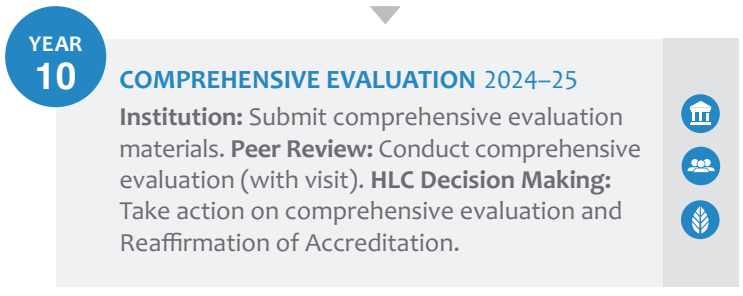 YEAR
10
COMPREHENSIVE EVALUATION 2024–25
Institution: Submit comprehensive evaluation
materials. Peer Review: Conduct comprehensive
evaluation (with visit). HLC Decision Making:
Take action on comprehensive evaluation and
Reaffirmation of Accreditation.